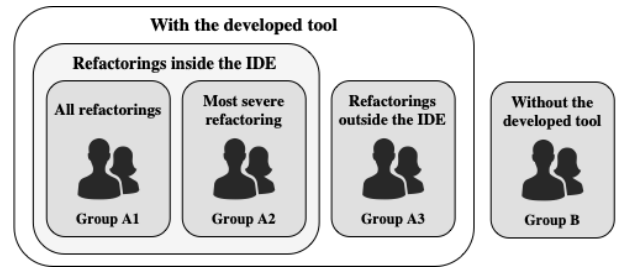 With the developed tool
Refactorings inside the IDE
All refactorings
Group A1
Most severe
refactoring
Group A2
Refactorings
outside the IDE
Group A3
Without the
developed tool
Group B